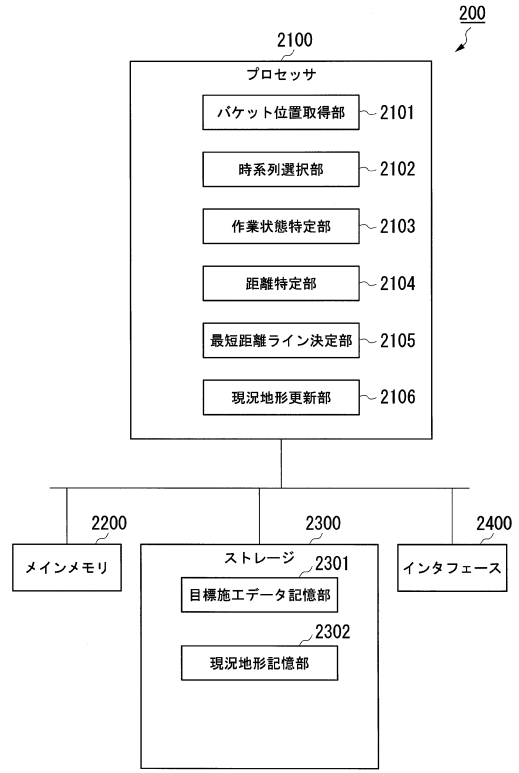 200
2100
プロセッサ
バケット位置取得部 2101
時系列選択部 2102
作業状態特定部 2103
距離特定部 2104
最短距離ライン決定部 2105
現況地形更新部 2106
2200
メインメモリ
2300
ストレージ
2301
目標施工データ記憶部
2302
現況地形記憶部
2400
インタフェース